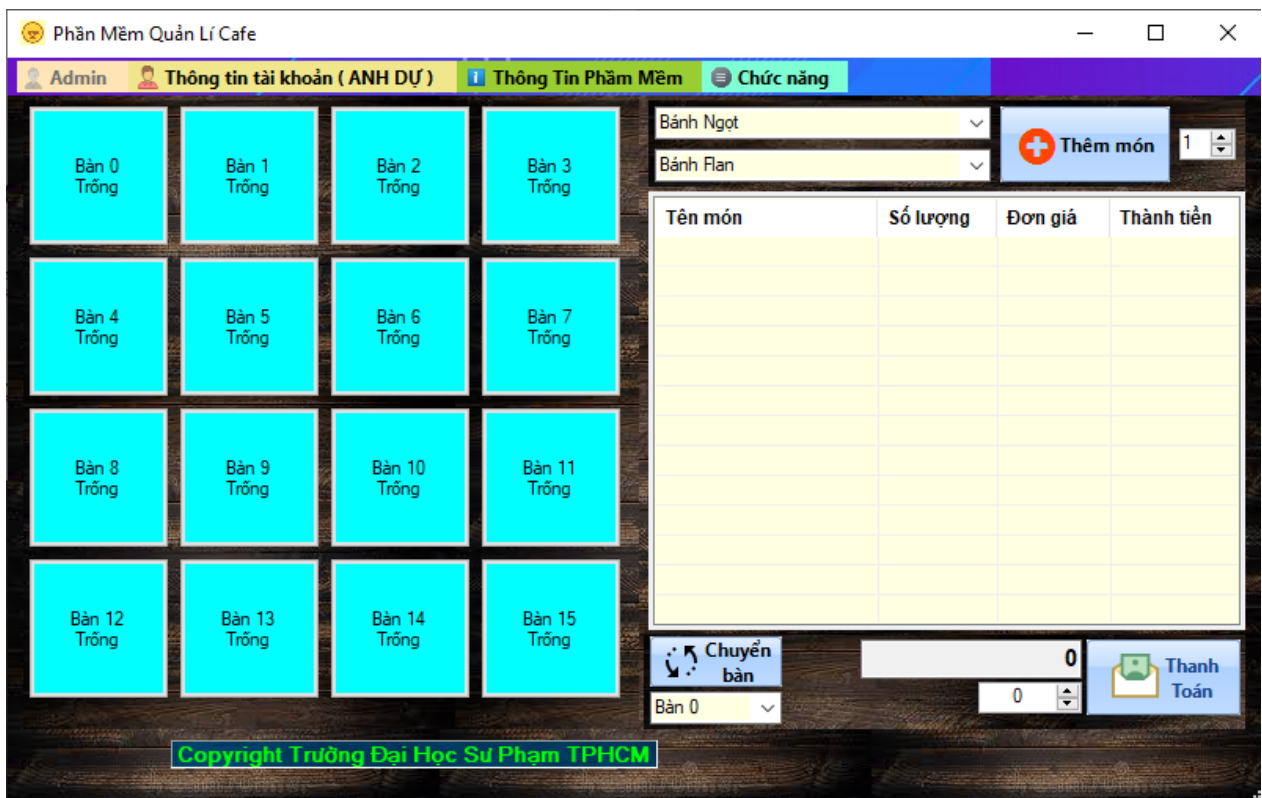 Phần Mềm Quản Lí Cafe
Admin Thông tin tài khoản ( ANH DỰ ) Thông Tin Phầm Mềm Chức năng
Bàn 0
Trống
Bàn 1
Trống
Bàn 2
Trống
Bàn 3
Trống
Bàn 4
Trống
Bàn 5
Trống
Bàn 6
Trống
Bàn 7
Trống
Bàn 8
Trống
Bàn 9
Trống
Bàn 10
Trống
Bàn 11
Trống
Bàn 12
Trống
Bàn 13
Trống
Bàn 14
Trống
Bàn 15
Trống
Copyright Trường Đại Học Sư Phạm TPHCM
Bánh Ngọt
Bánh Flan
Thêm món
1
Tên món Số lượng Đơn giá Thành tiền
Chuyển
bàn
Bàn 0
0
0
Thanh
Toán